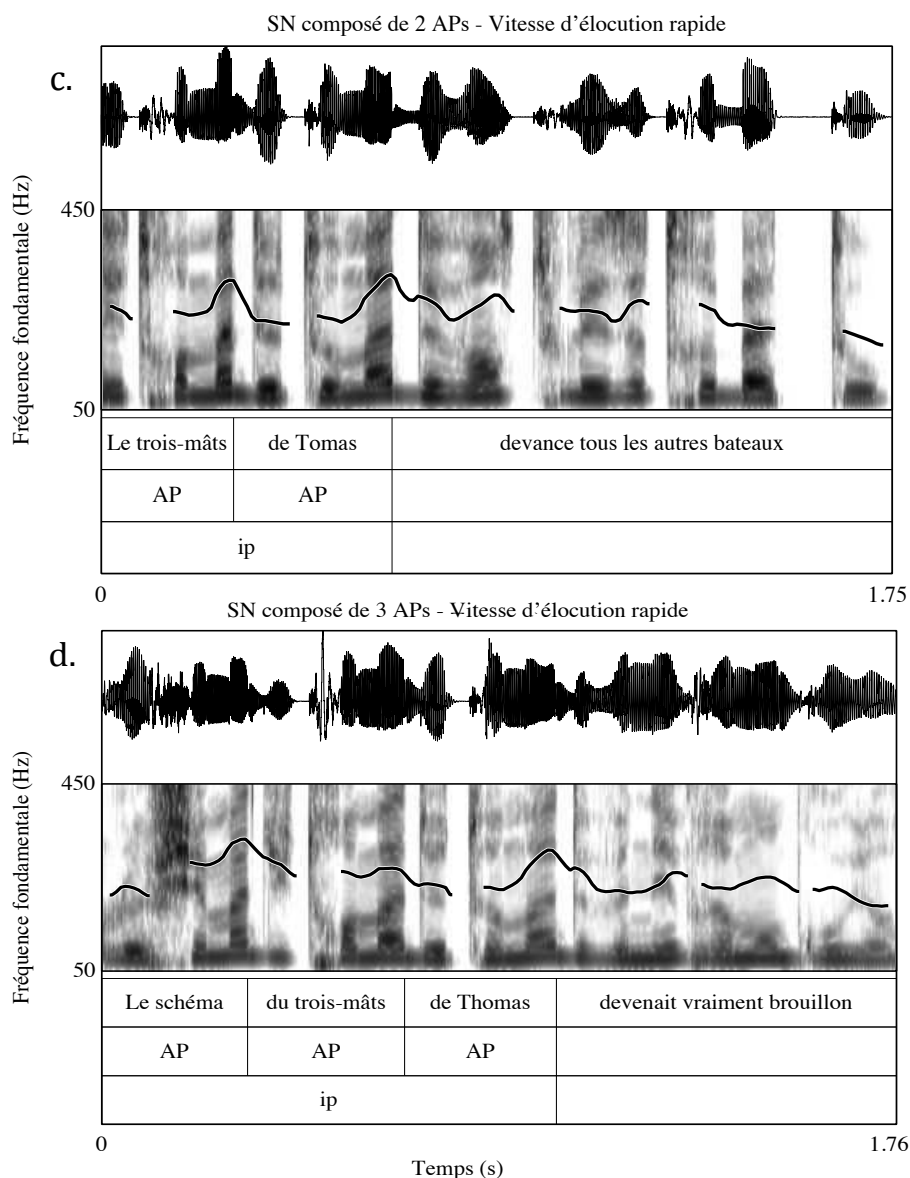 SN composé de 2 APs - Vitesse d'élocution rapide
c.
Fréquence fondamentale (Hz)
450
50
Le trois-mâts de Tomas devance tous les autres bateaux
AP AP
ip
0 1.75
SN composé de 3 APs - Vitesse d'élocution rapide
d.
Fréquence fondamentale (Hz)
450
50
Le schéma du trois-mâts de Thomas devenait vraiment brouillon
AP AP AP
ip
0 1.76
Temps (s)